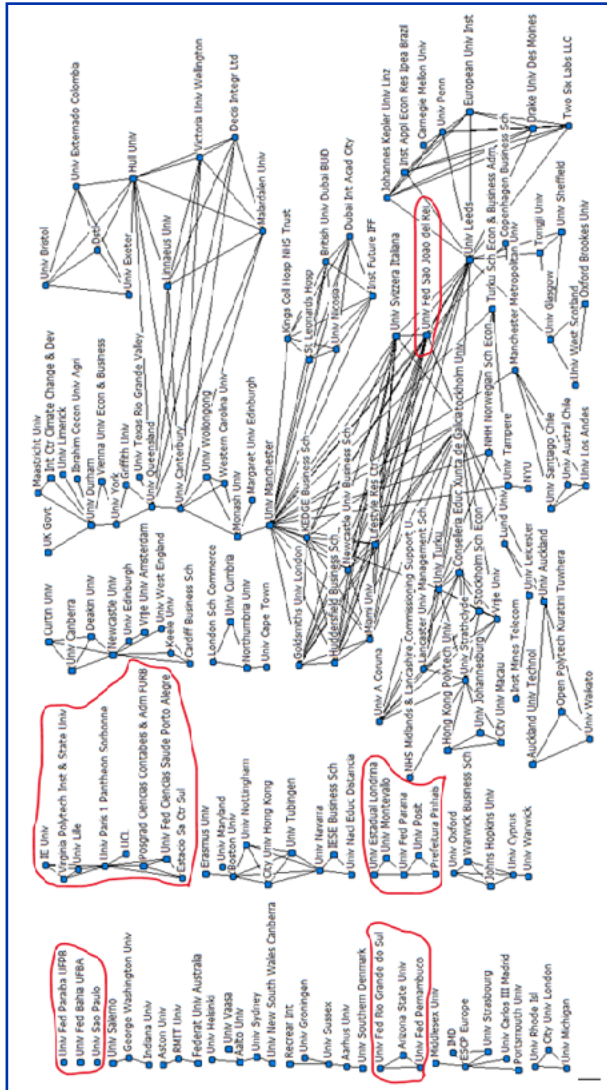 Univ Fed Paraba UFPB
Univ Fed Bahia UFBA
Univ Sao Paulo
Univ Salerno
George Washington Univ
Indiana Univ
Aston Univ
RMIT Univ
Federat Univ Australia
Univ Helsinki
Univ Vaasa
Aalto Univ
Univ Sydney
Univ New South Wales Canberra
Recrear Int
Univ Groningen
Univ Sussex
Aarhus Univ
Univ Southern Denmark
Univ Fed Rio Grande do Sul
Arizona State Univ
Univ Fed Pernambuco
Middlesex Univ
IMD
ESCP Europe
Univ Strasbourg
Univ Carlos III Madrid
Portsmouth Univ
Univ Rhode Isl
City Univ London
Univ Michigan
IE Univ
Virginia Polytech Inst & State Univ
Univ Lille
Univ Paris 1 Pantheon Sorbonne
UCL
Posgrad Ciencias Contabeis & Adm FURB
Univ Fed Ciencias Saude Porto Alegre
Estacio Sa Ctr Sul
Erasmus Univ
Univ Maryland
Boston Univ
Univ Nottingham
City Univ Hong Kong
Univ Tubingen
Univ Navarra
IESE Business Sch
Univ Nacl Educ Distancia
Univ Estadual Londrina
Univ Montevallo
Univ Fed Parana
Univ Post
Prefeitura Pinhais
Univ Oxford
Warwick Business Sch
Johns Hopkins Univ
Univ Cyprus
Univ Warwick
Curtin Univ
Univ Canberra
Deakin Univ
Newcastle Univ
Univ Edinburgh
Vrije Univ Amsterdam
Univ West England
Keele Univ
Cardiff Business Sch
London Sch Commerce
Univ Cumbria
Northumbria Univ
Univ Cape Town
Goldsmiths Univ London
Huddersfield Business Sch
Miami Univ
Univ A Coruna
NHS Midlands & Lancashire Commissioning Support U
Lancaster Univ Management Sch
Univ Turku
Conselleria Educ Xunta de Galicia
Stockholm Univ
Hong Kong Polytech Univ
Univ Strathclyde
Stockholm Sch Econ
Univ Johannesburg
Vrije Univ
City Univ Macau
Inst Mnes Telecom
Univ Leicester
Univ Auckland
Auckland Univ Technol
Open Polytech Kuratini Tuwhera
Univ Waikato
Maastricht Univ
Int Ctr Climate Change & Dev
Univ Limerick
Ibrahim Cecen Univ Agri
UK Govt
Univ Durham
Vienna Univ Econ & Business
Univ York
Griffith Univ
Univ Texas Rio Grande Valley
Univ Queensland
Univ Canterbury
Univ Wollongong
Western Carolina Univ
Monash Univ
Margaret Univ Edinburgh
Univ Manchester
KEDGE Business Sch
Newcastle Univ Business Sch
Lifestyle Res Ctr
Univ Bristol
Univ Externado Colombia
Dstl
Univ Exeter
Hull Univ
Linnaeus Univ
Victoria Univ Wellington
Decis Integr Ltd
Malardalen Univ
Kings Coll Hosp NHS Trust
St Leonards Hosp
British Univ Dubai BUID
Univ Nicosia
Dubai Int Acad City
Inst Future IFF
Univ Svizzera Italiana
Univ Fed Sao Joao del Rei
Johannes Kepler Univ Linz
Inst Appl Econ Res Ipea Brazil
Carnegie Mellon Univ
Univ Penn
European Univ Inst
Drake Univ Des Moines
Two Six Labs LLC
Univ Leeds
Turku Sch Econ & Business Adm
Copenhagen Business Sch
NHH Norwegian Sch Econ
Manchester Metropolitan Univ
Tongji Univ
Univ Sheffield
Univ Glasgow
Univ West Scotland
Oxford Brookes Univ
Univ Tampere
Lund Univ
NYU
Univ Santiago Chile
Univ Austral Chile
Univ Los Andes